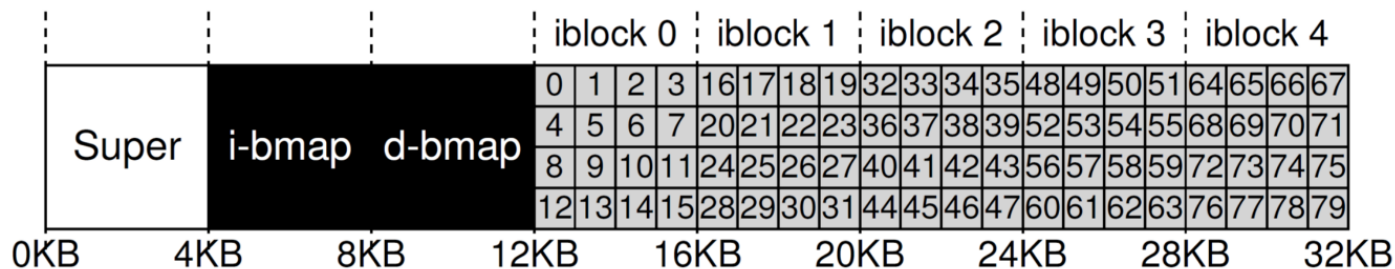 iblock 0 iblock 1 iblock 2 iblock 3 iblock 4
0 1 2 3 16 17 18 19 32 33 34 35 48 49 50 51 64 65 66 67
4 5 6 7 20 21 22 23 36 37 38 39 52 53 54 55 68 69 70 71
Super i-bmap d-bmap
8 9 10 11 24 25 26 27 40 41 42 43 56 57 58 59 72 73 74 75
12 13 14 15 28 29 30 31 44 45 46 47 60 61 62 63 76 77 78 79
0KB 4KB 8KB 12KB 16KB 20KB 24KB 28KB 32KB